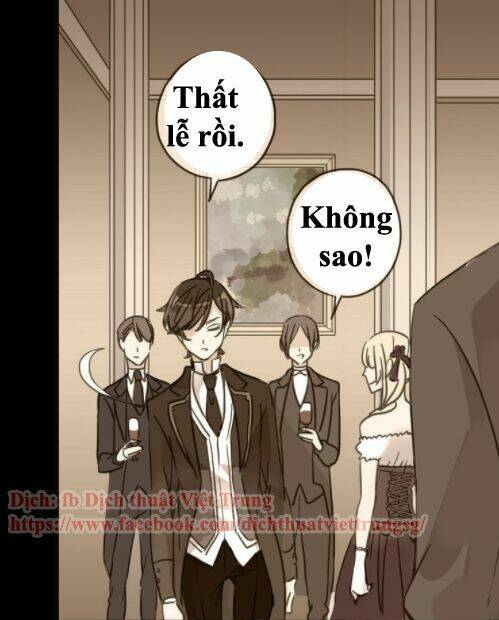 Thất
lễ rồi.
Không
sao!
Dịch: fb Dịch thuật Việt Trung
https://www.facebook.com/dichthuatviettrungsg/